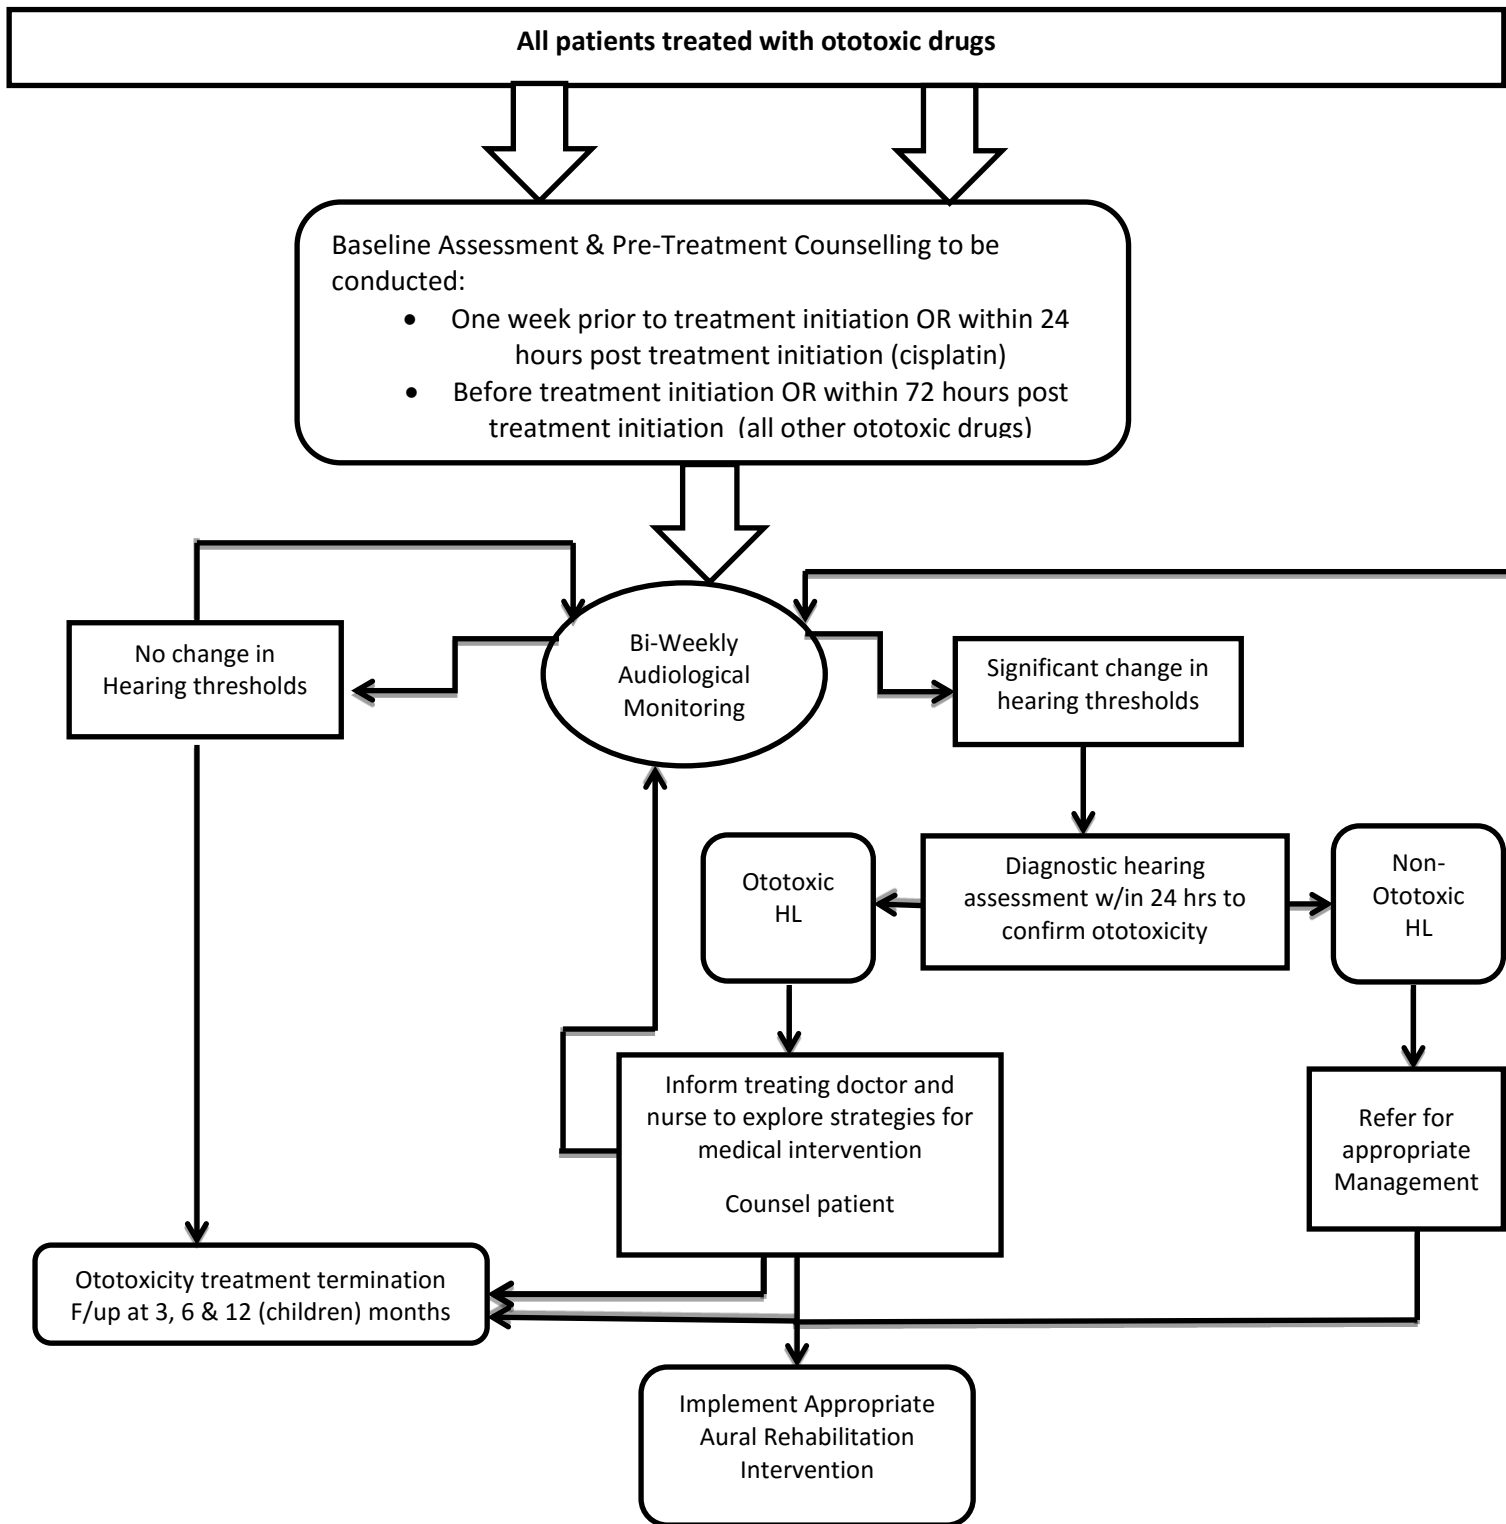 All patients treated with ototoxic drugs
Baseline Assessment & Pre-Treatment Counselling to be
conducted:
• One week prior to treatment initiation OR within 24
hours post treatment initiation (cisplatin)
• Before treatment initiation OR within 72 hours post
treatment initiation (all other ototoxic drugs)
No change in
Hearing thresholds
Bi-Weekly
Audiological
Monitoring
Significant change in
hearing thresholds
Ototoxic
HL
Diagnostic hearing
assessment w/in 24 hrs to
confirm ototoxicity
Non-
Ototoxic
HL
Inform treating doctor and
nurse to explore strategies for
medical intervention
Counsel patient
Refer for
appropriate
Management
Ototoxicity treatment termination
F/up at 3, 6 & 12 (children) months
Implement Appropriate
Aural Rehabilitation
Intervention